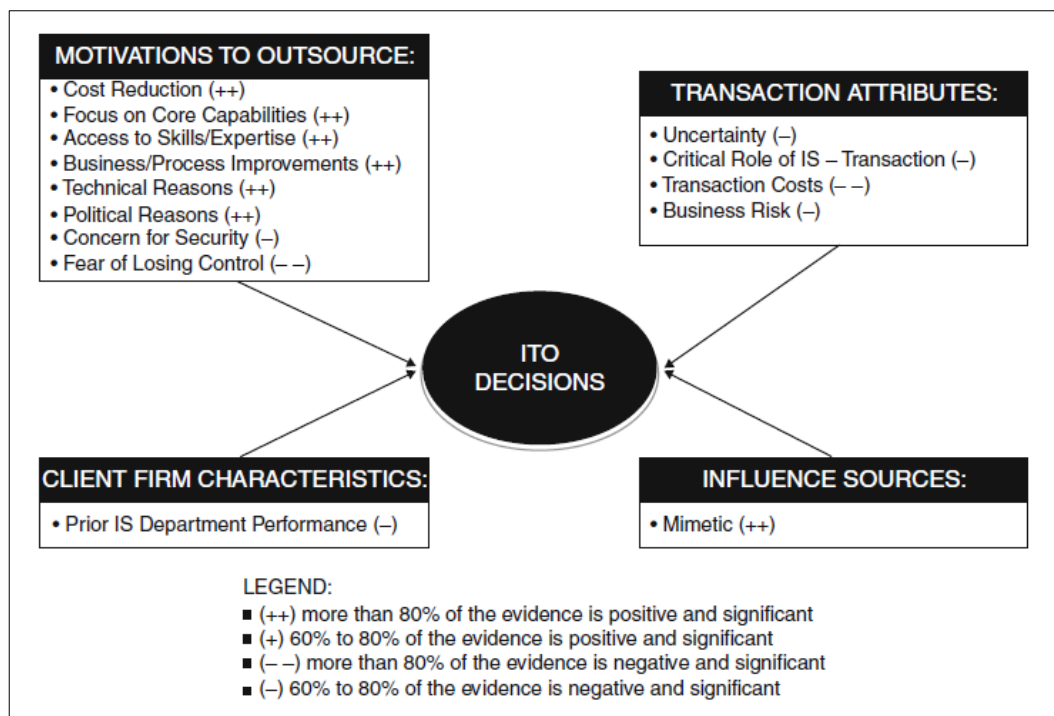 MOTIVATIONS TO OUTSOURCE:
• Cost Reduction (++)
• Focus on Core Capabilities (++)
• Access to Skills/Expertise (++)
• Business/Process Improvements (++)
• Technical Reasons (++)
• Political Reasons (++)
• Concern for Security (–)
• Fear of Losing Control (– –)
TRANSACTION ATTRIBUTES:
• Uncertainty (–)
• Critical Role of IS – Transaction (–)
• Transaction Costs (– –)
• Business Risk (–)
ITO
DECISIONS
CLIENT FIRM CHARACTERISTICS:
• Prior IS Department Performance (–)
INFLUENCE SOURCES:
• Mimetic (++)
LEGEND:
■ (++) more than 80% of the evidence is positive and significant
■ (+) 60% to 80% of the evidence is positive and significant
■ (– –) more than 80% of the evidence is negative and significant
■ (–) 60% to 80% of the evidence is negative and significant